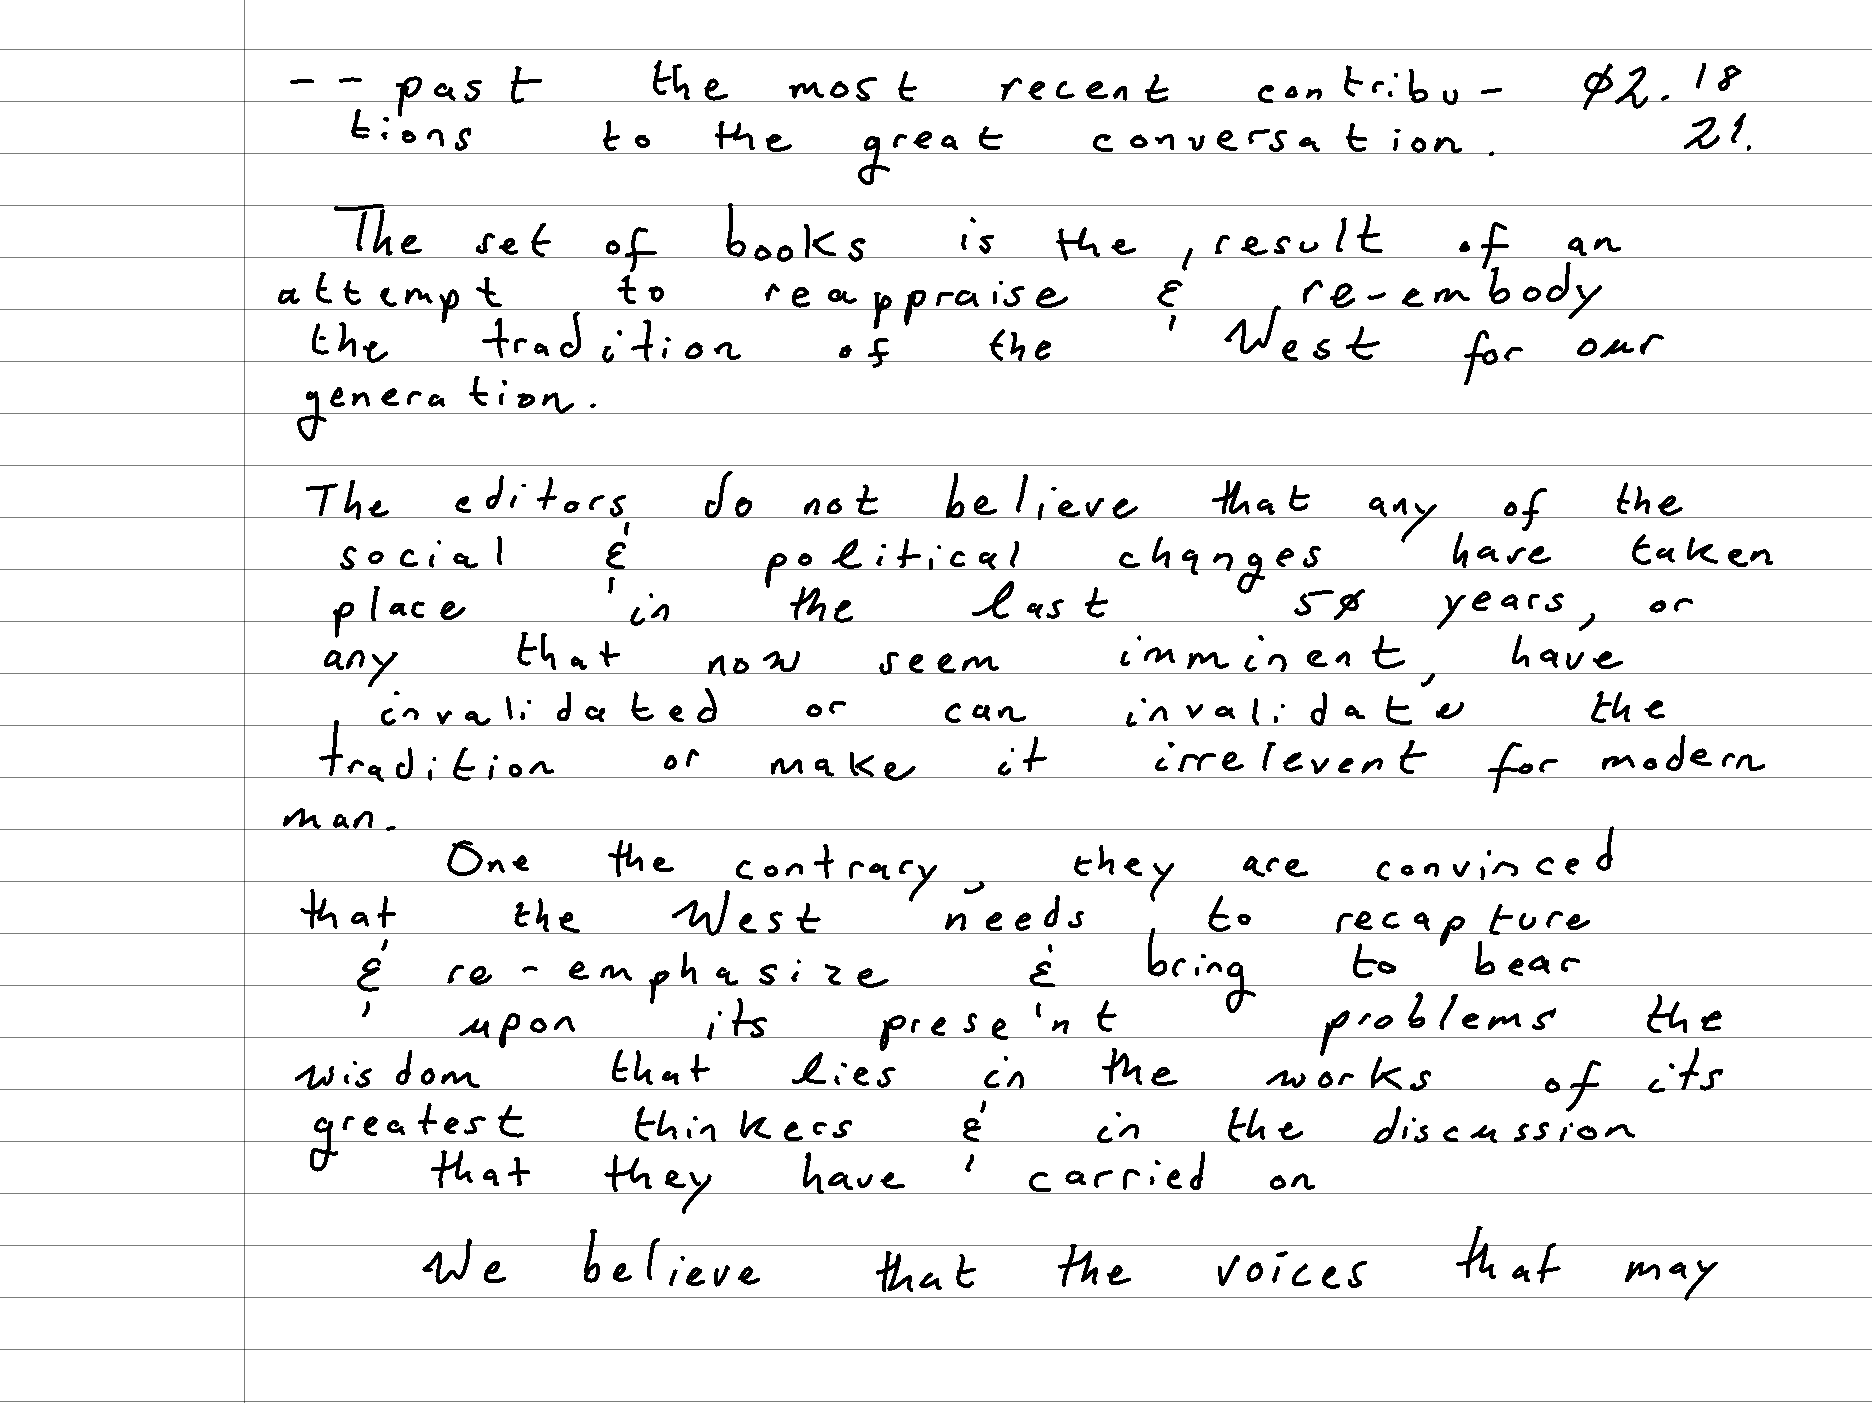 -- past the most recent contribu- ø2.18
tions to the great conversation. 21.
The set of books is the result of an
attempt to reappraise & re-embody
the tradition of the West for our
generation.
The editors do not believe that any of the
social & political changes have taken
place in the last 5ø years, or
any that now seem imminent, have
invalidated or can invalidate the
tradition or make it irrelevent for modern
man.
One the contrary, they are convinced
that the West needs to recapture
& re-emphasize & bring to bear
upon its present problems the
wisdom that lies in the works of its
greatest thinkers & in the discussion
that they have carried on
We believe that the voices that may